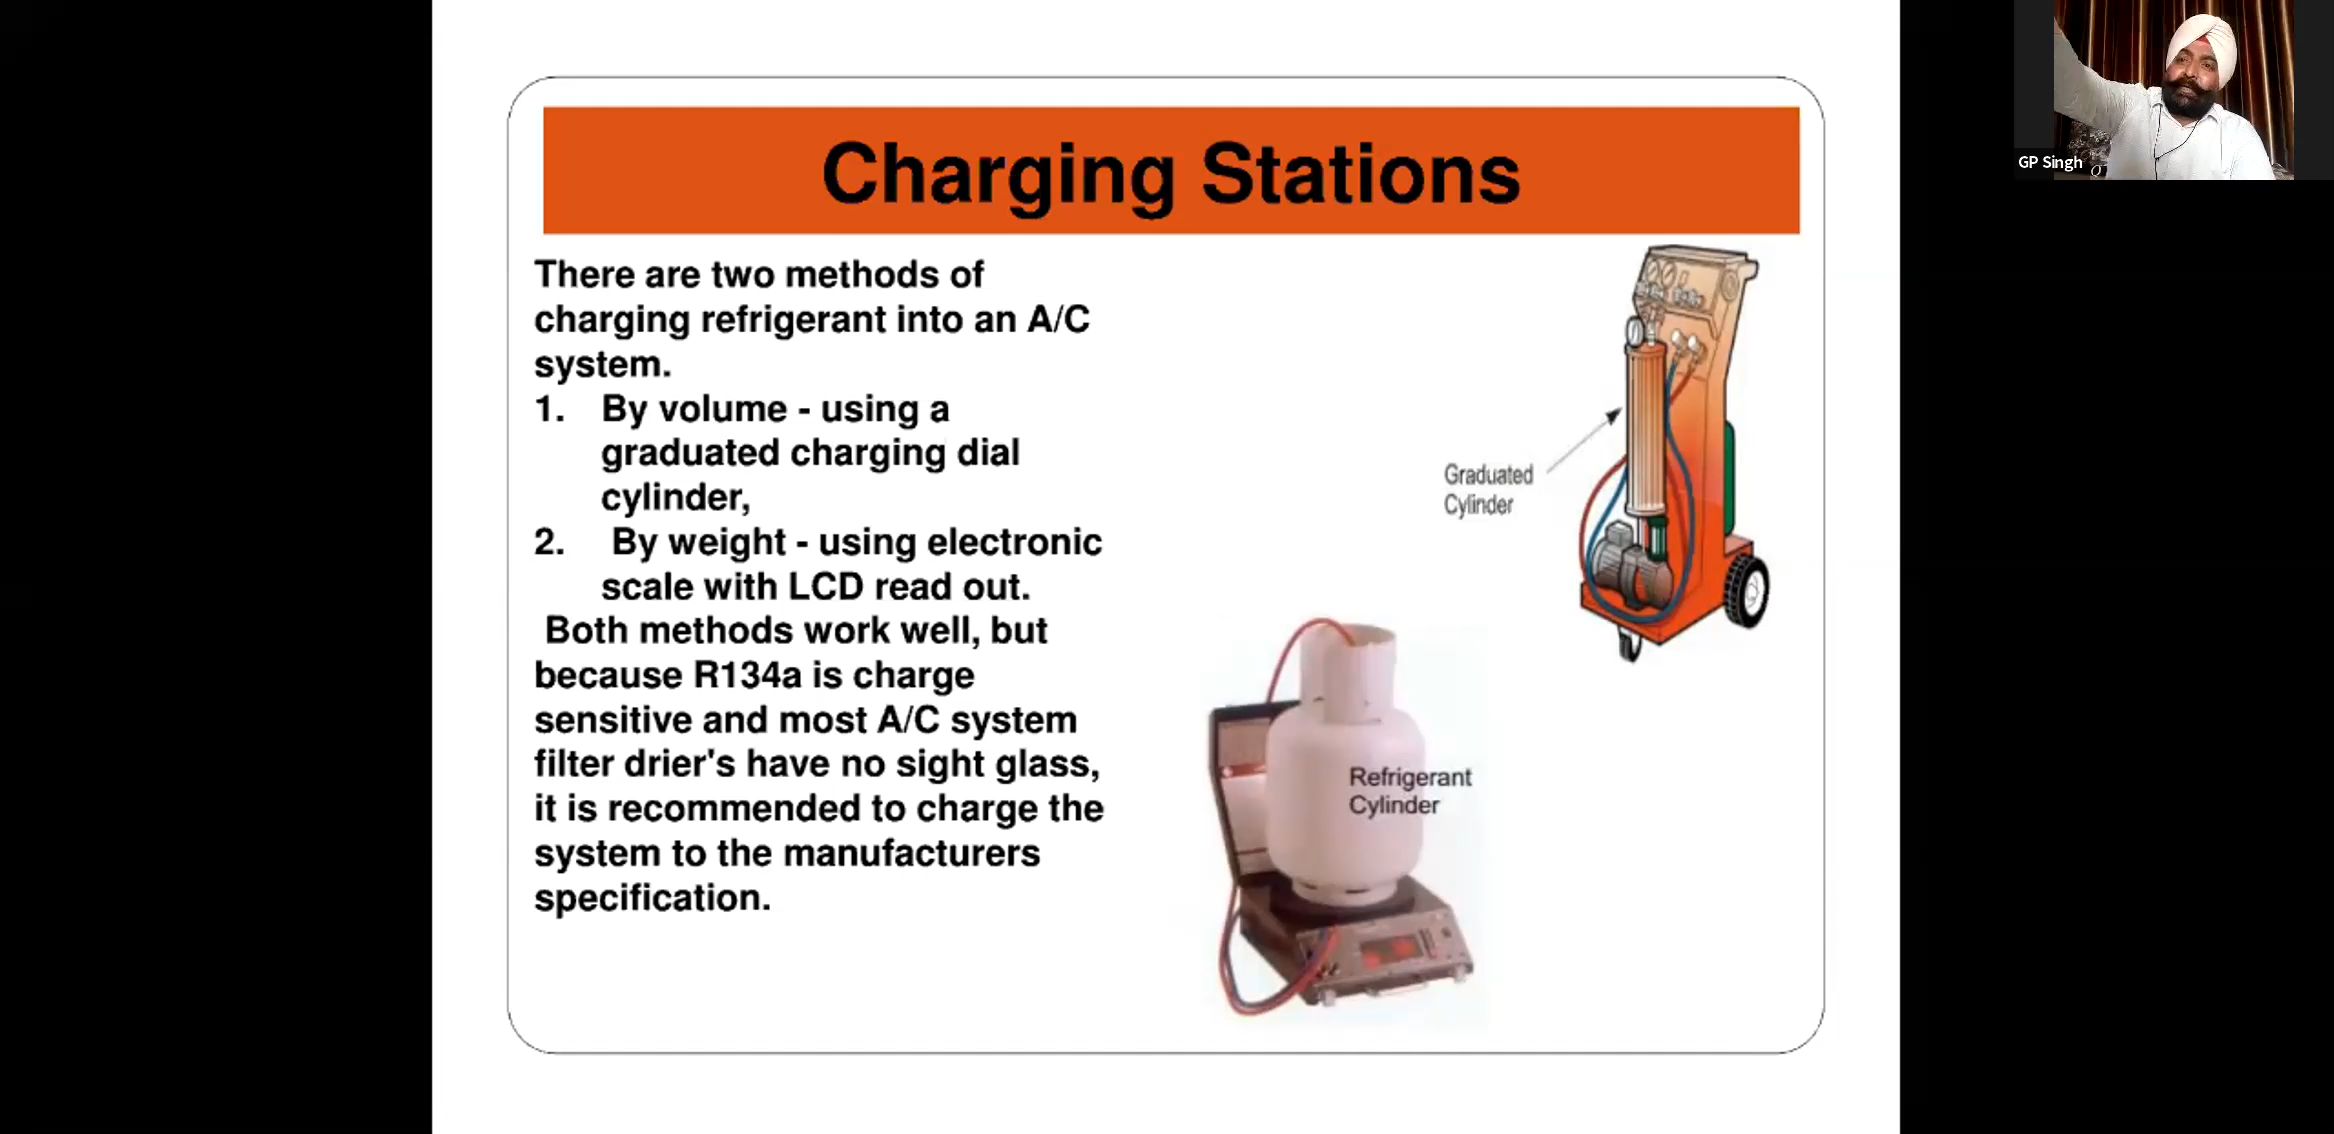 Charging Stations
There are two methods of
charging refrigerant into an A/C
system.
1. By volume - using a
graduated charging dial
cylinder,
2. By weight - using electronic
scale with LCD read out.
Both methods work well, but
because R134a is charge
sensitive and most A/C system
filter drier's have no sight glass,
it is recommended to charge the
system to the manufacturers
specification.
Graduated
Cylinder
Refrigerant
Cylinder
GP Singh